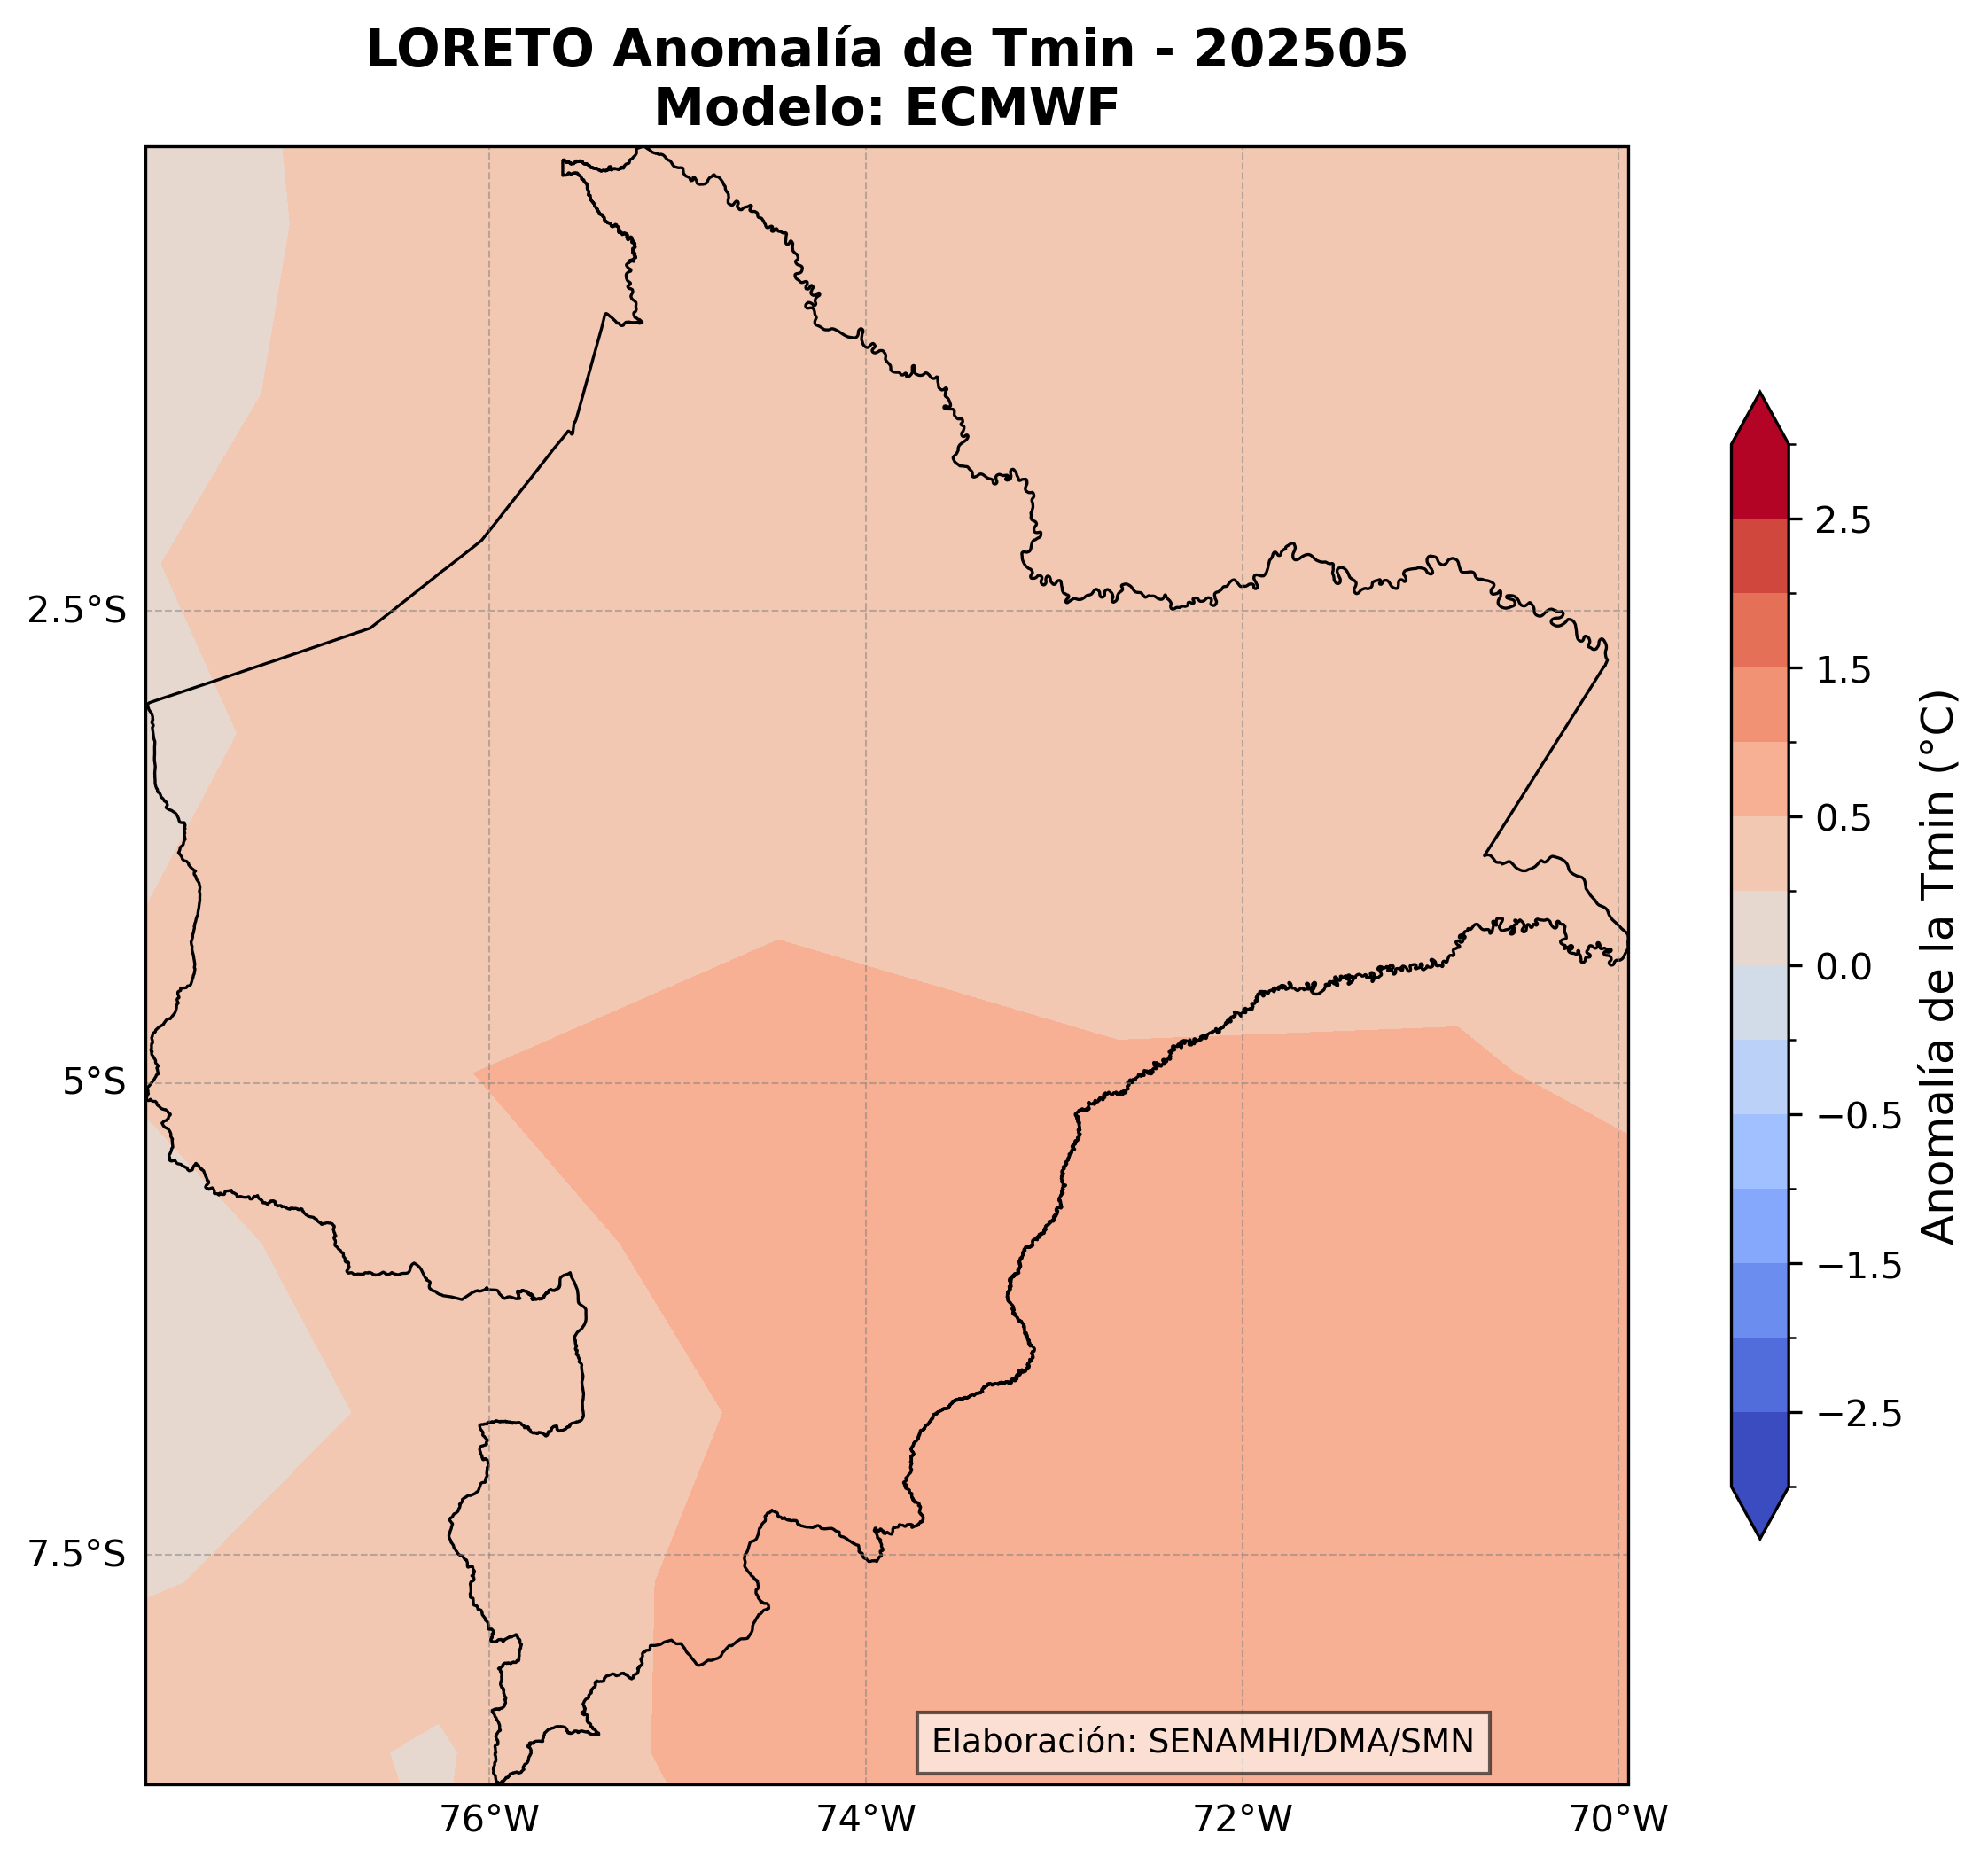 LORETO Anomalía de Tmin - 202505
Modelo: ECMWF
2.5°S
5°S
7.5°S
76°W
74°W
72°W
70°W
Elaboración: SENAMHI/DMA/SMN
2.5
1.5
0.5
0.0
−0.5
−1.5
−2.5
Anomalía de la Tmin (°C)